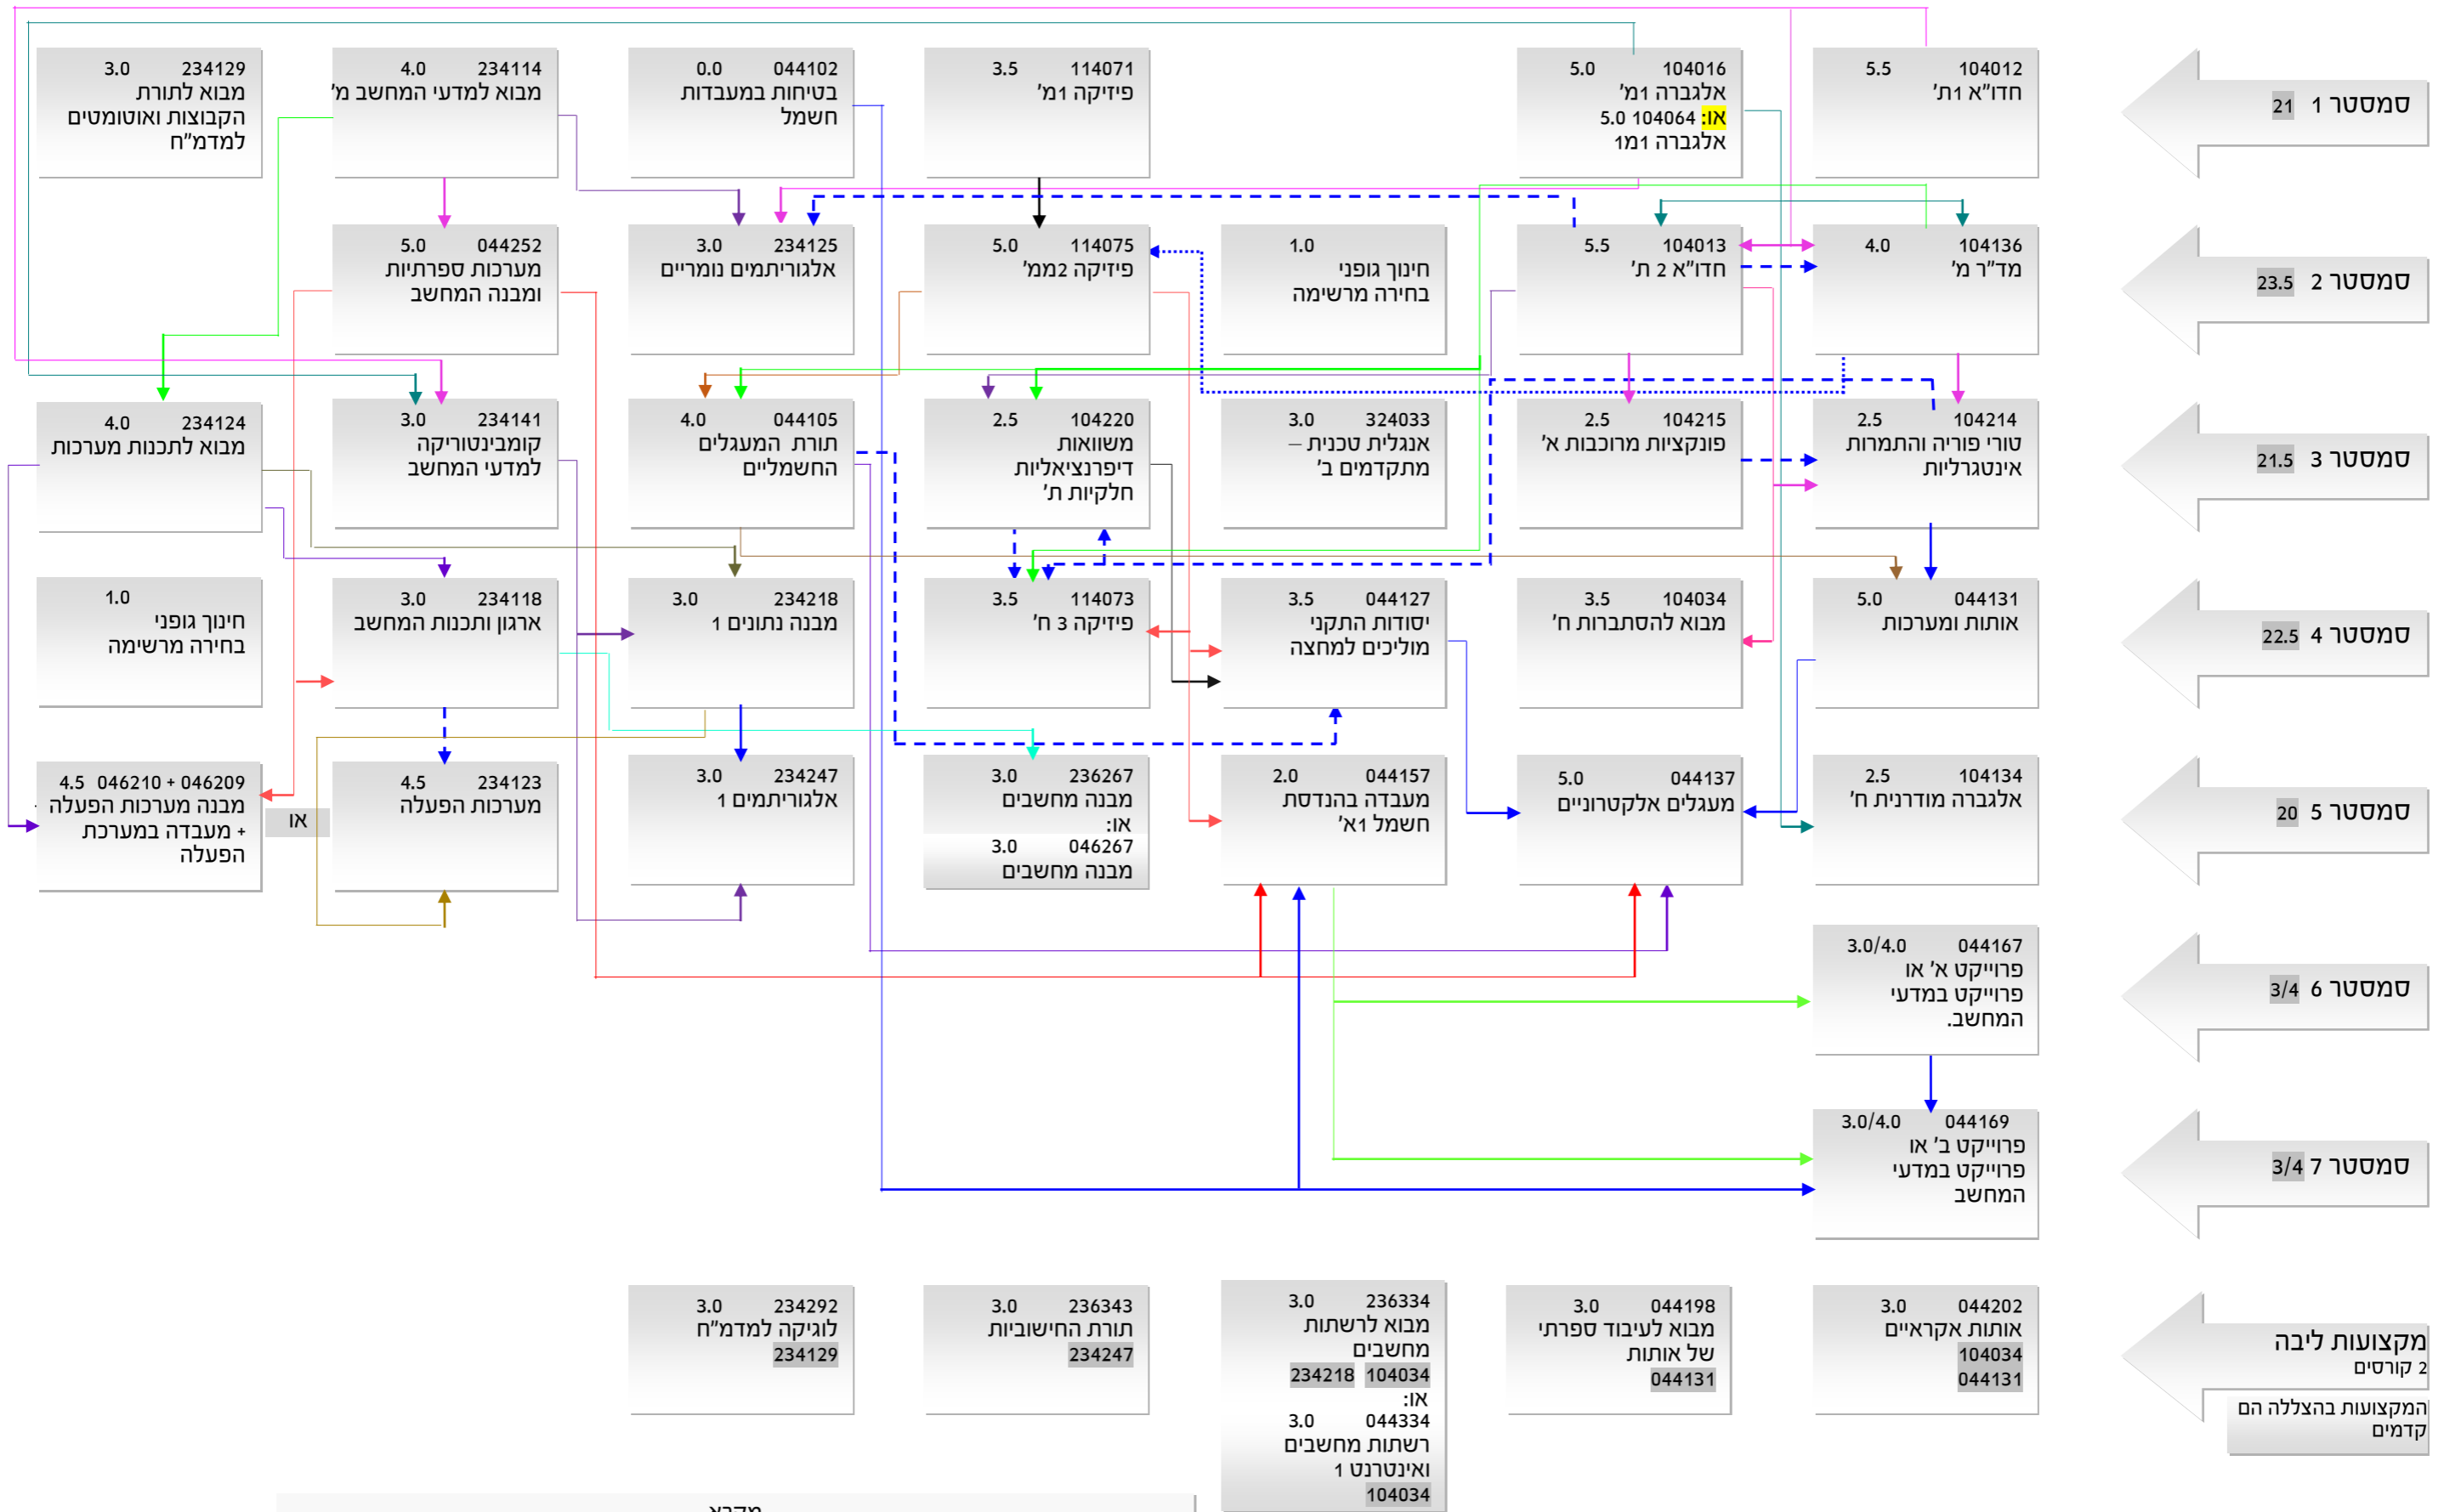 סמסטר 1 21
104012 5.5
חדו"א 1ת'
104016 5.0
אלגברה 1מ'
או: 104064 5.0
אלגברה 1מ1
114071 3.5
פיזיקה 1מ'
044102 0.0
בטיחות במעבדות
חשמל
234114 4.0
מבוא למדעי המחשב מ'
234129 3.0
מבוא לתורת
הקבוצות ואוטומטים
למדמ"ח
סמסטר 2 23.5
104136 4.0
מד"ר מ'
104013 5.5
חדו"א 2 ת'
1.0
חינוך גופני
בחירה מרשימה
114075 5.0
פיזיקה 2ממ'
234125 3.0
אלגוריתמים נומריים
044252 5.0
מערכות ספרתיות
ומבנה המחשב
סמסטר 3 21.5
104214 2.5
טורי פוריה והתמרות
אינטגרליות
104215 2.5
פונקציות מרוכבות א'
324033 3.0
אנגלית טכנית –
מתקדמים ב'
104220 2.5
משוואות
דיפרנציאליות
חלקיות ת'
044105 4.0
תורת המעגלים
החשמליים
234141 3.0
קומבינטוריקה
למדעי המחשב
234124 4.0
מבוא לתכנות מערכות
סמסטר 4 22.5
044131 5.0
אותות ומערכות
104034 3.5
מבוא להסתברות ח'
044127 3.5
יסודות התקני
מוליכים למחצה
114073 3.5
פיזיקה 3 ח'
234218 3.0
מבנה נתונים 1
234118 3.0
ארגון ותכנות המחשב
1.0
חינוך גופני
בחירה מרשימה
סמסטר 5 20
104134 2.5
אלגברה מודרנית ח'
044137 5.0
מעגלים אלקטרוניים
044157 2.0
מעבדה בהנדסת
חשמל 1א'
236267 3.0
מבנה מחשבים
או:
046267 3.0
מבנה מחשבים
234247 3.0
אלגוריתמים 1
234123 4.5
מערכות הפעלה
או
046209 + 046210 4.5
מבנה מערכות הפעלה
+ מעבדה במערכת
הפעלה
סמסטר 6 3/4
044167 3.0/4.0
פרוייקט א' או
פרוייקט במדעי
המחשב.
סמסטר 7 3/4
044169 3.0/4.0
פרוייקט ב' או
פרוייקט במדעי
המחשב
מקצועות ליבה
2 קורסים
המקצועות בהצללה הם
קדמים
044202 3.0
אותות אקראיים
104034
044131
044198 3.0
מבוא לעיבוד ספרתי
של אותות
044131
236334 3.0
מבוא לרשתות
מחשבים
104034 234218
או:
044334 3.0
רשתות מחשבים
ואינטרנט 1
104034
236343 3.0
תורת החישוביות
234247
234292 3.0
לוגיקה למדמ"ח
234129